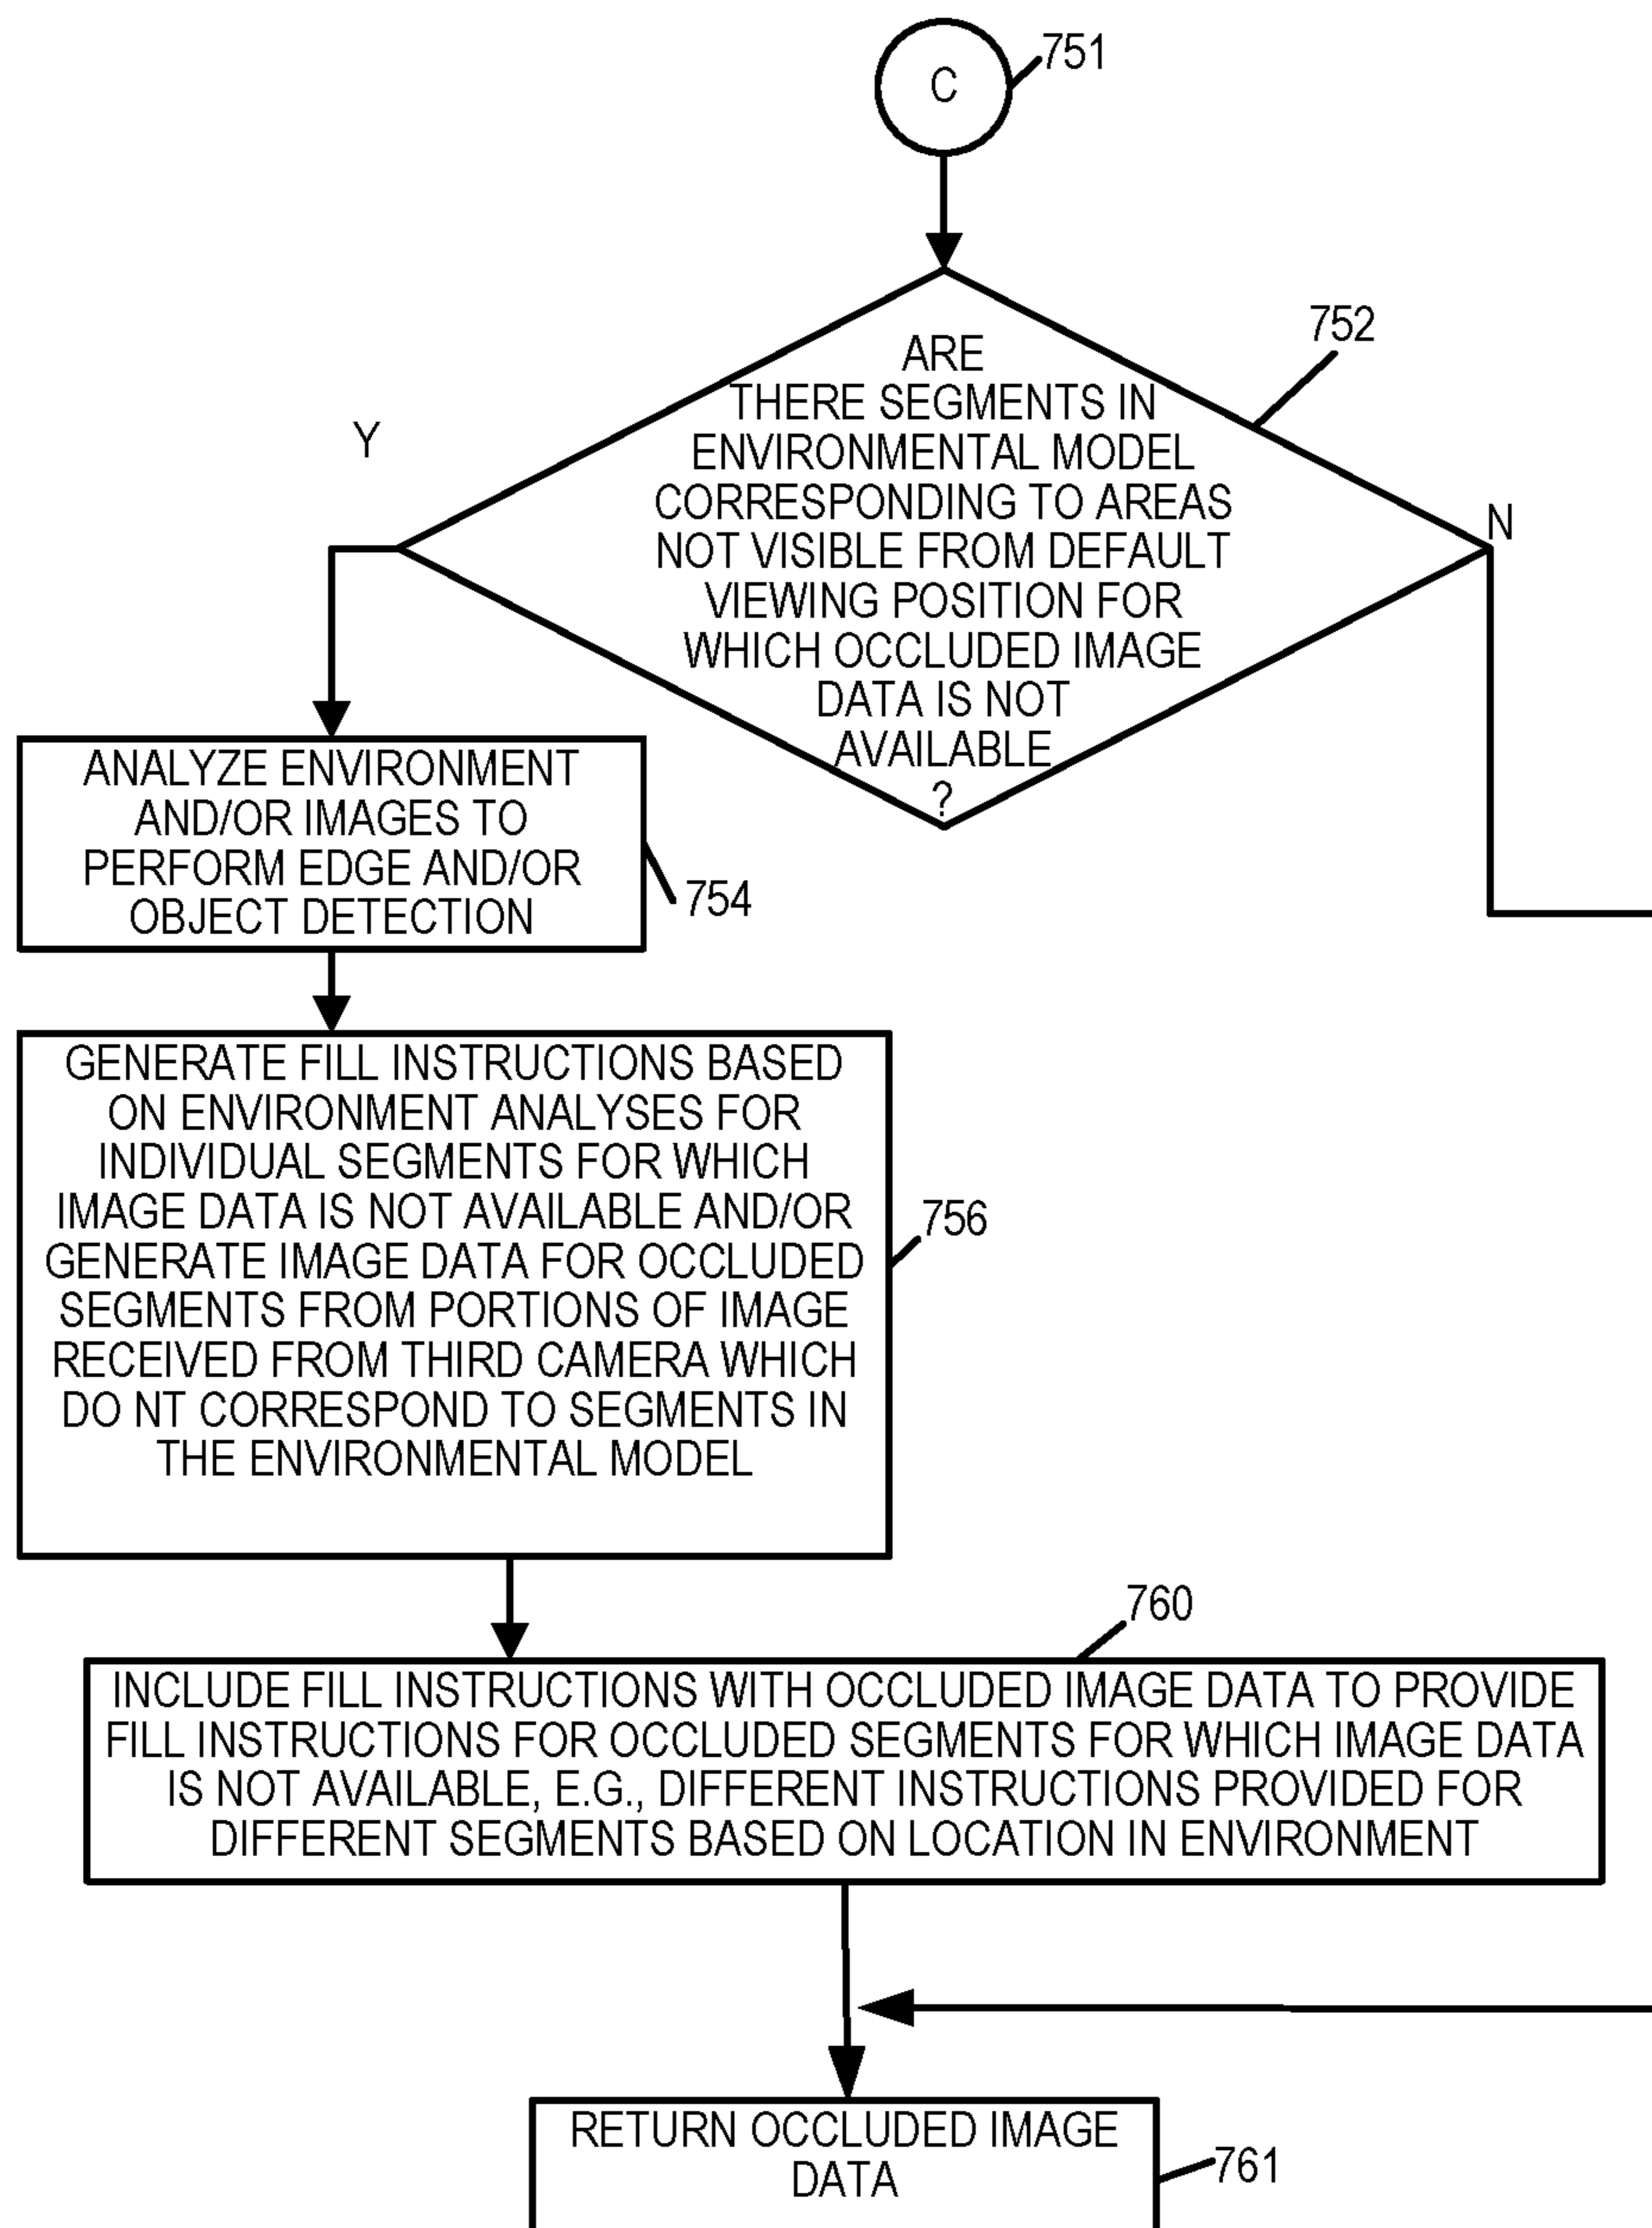 C
751
752
ARE
THERE SEGMENTS IN
ENVIRONMENTAL MODEL
CORRESPONDING TO AREAS
NOT VISIBLE FROM DEFAULT
VIEWING POSITION FOR
WHICH OCCLUDED IMAGE
DATA IS NOT
AVAILABLE
?
Y
N
ANALYZE ENVIRONMENT
AND/OR IMAGES TO
PERFORM EDGE AND/OR
OBJECT DETECTION
754
GENERATE FILL INSTRUCTIONS BASED
ON ENVIRONMENT ANALYSES FOR
INDIVIDUAL SEGMENTS FOR WHICH
IMAGE DATA IS NOT AVAILABLE AND/OR
GENERATE IMAGE DATA FOR OCCLUDED
SEGMENTS FROM PORTIONS OF IMAGE
RECEIVED FROM THIRD CAMERA WHICH
DO NT CORRESPOND TO SEGMENTS IN
THE ENVIRONMENTAL MODEL
756
760
INCLUDE FILL INSTRUCTIONS WITH OCCLUDED IMAGE DATA TO PROVIDE
FILL INSTRUCTIONS FOR OCCLUDED SEGMENTS FOR WHICH IMAGE DATA
IS NOT AVAILABLE, E.G., DIFFERENT INSTRUCTIONS PROVIDED FOR
DIFFERENT SEGMENTS BASED ON LOCATION IN ENVIRONMENT
RETURN OCCLUDED IMAGE
DATA
761